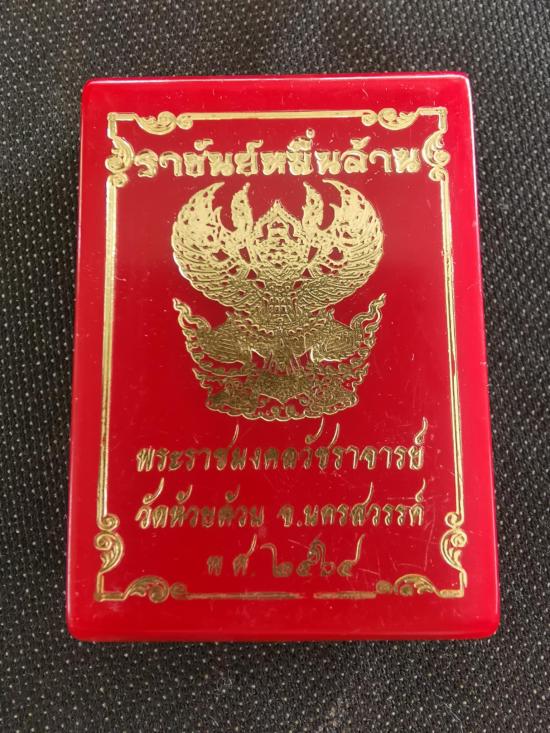 ราชันย์หมื่นล้าน
พระราชมงคลวัชราจารย์
วัดห้วยด้วน จ.นครสวรรค์
พ ศ ๒๕๖๔